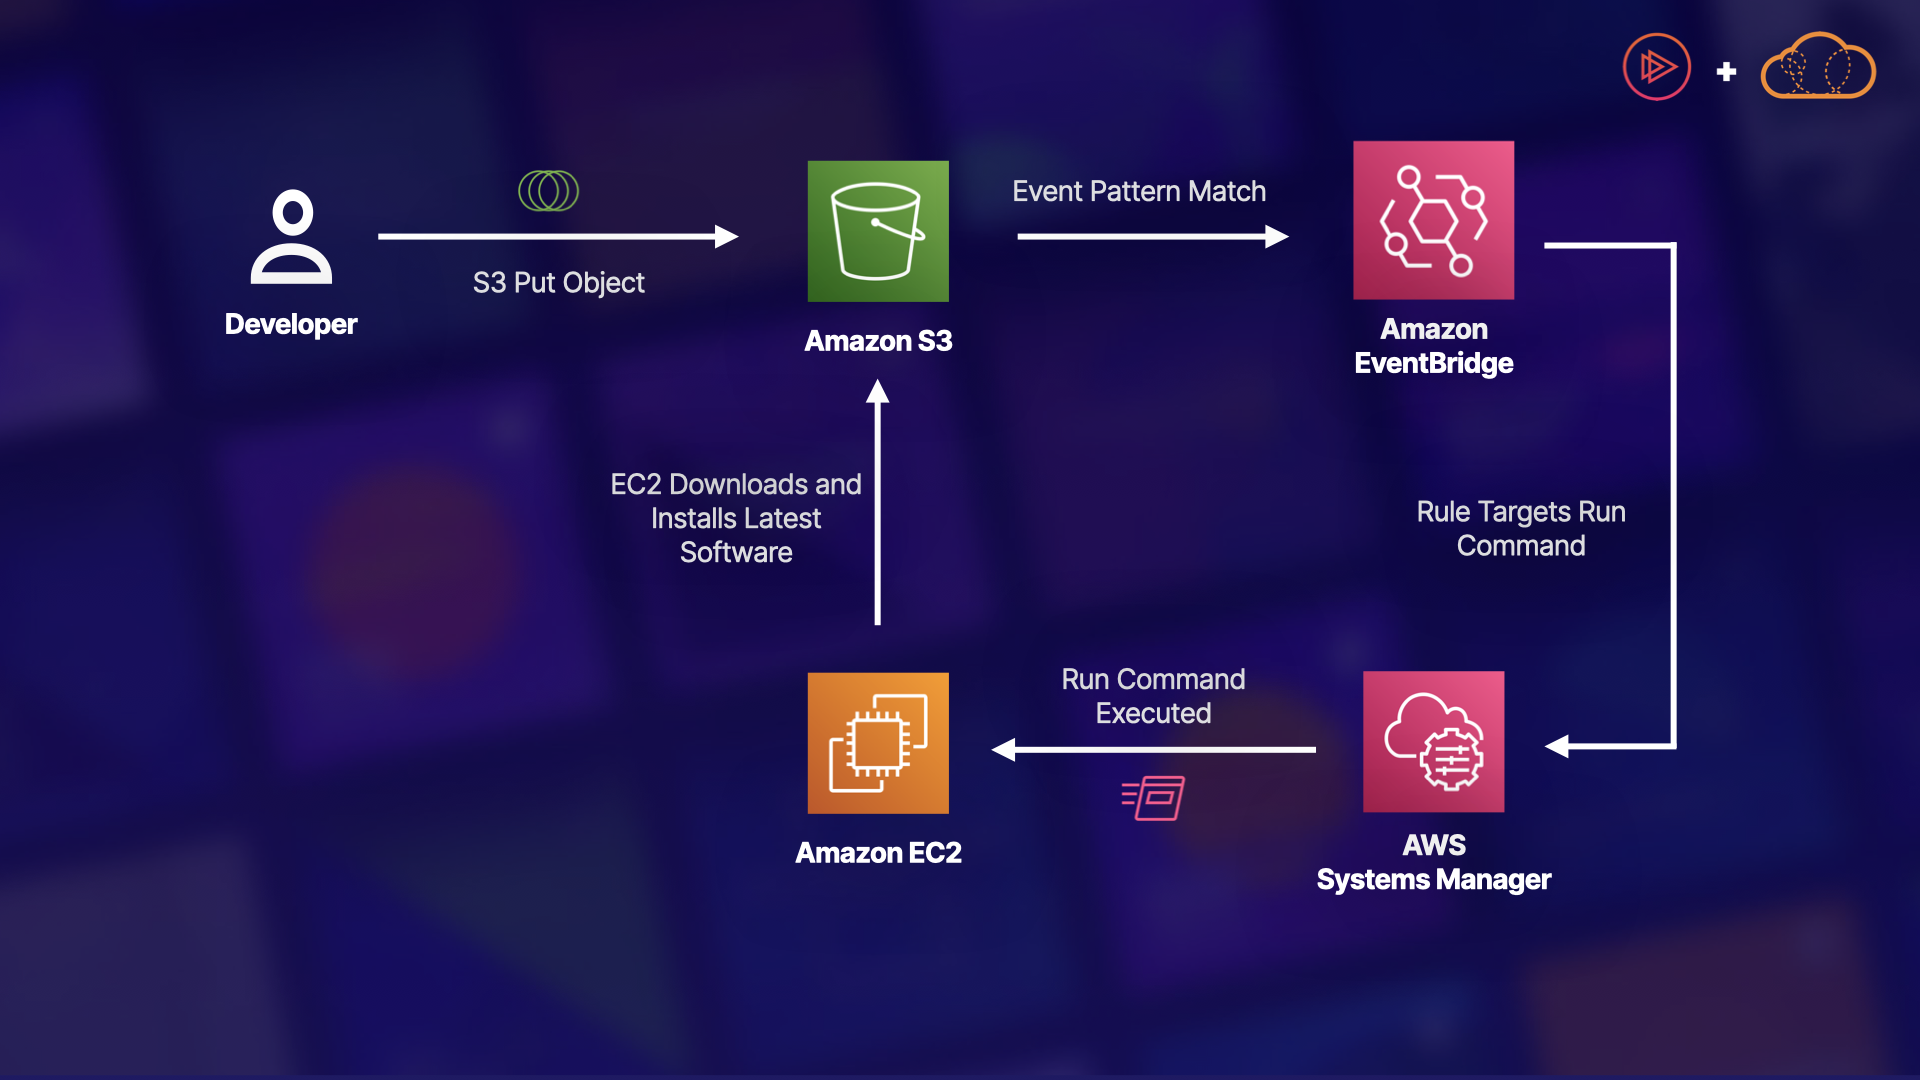 S3 Put Object
Developer
Amazon S3
Event Pattern Match
Amazon
EventBridge
EC2 Downloads and
Installs Latest
Software
Rule Targets Run
Command
Run Command
Executed
Amazon EC2
AWS
Systems Manager